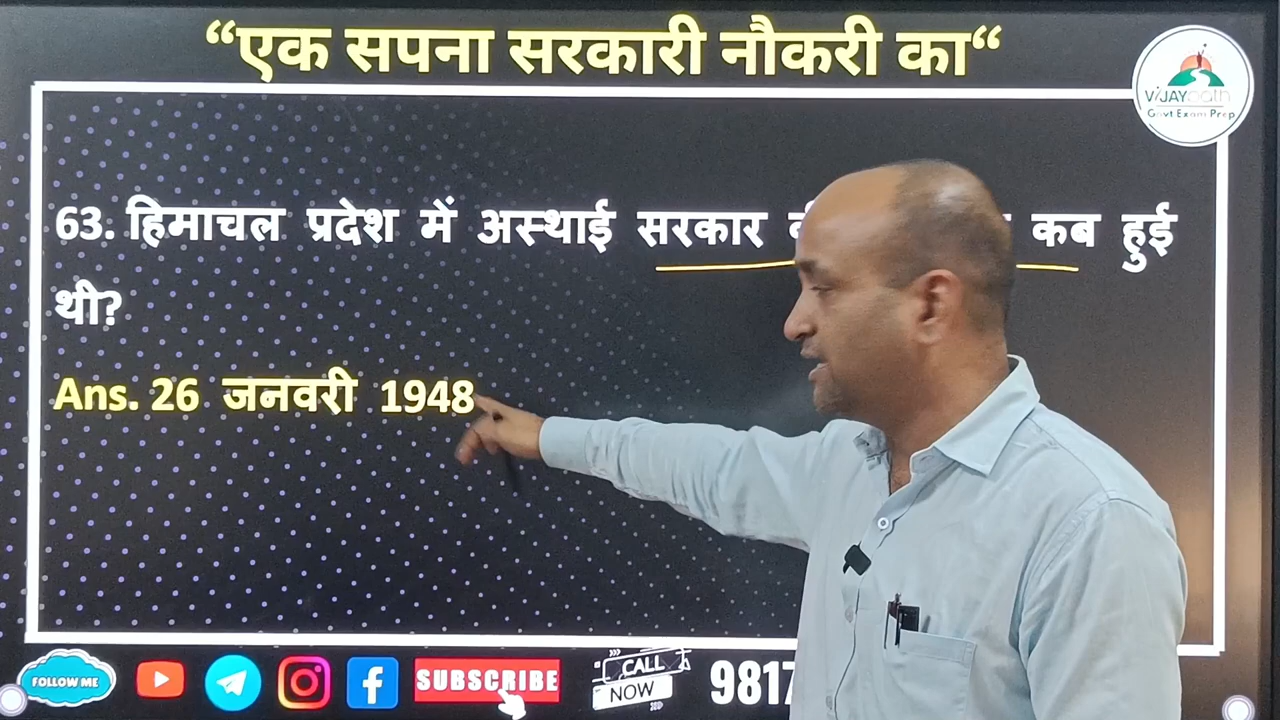 “एक सपना सरकारी नौकरी का“
VIJAYpath
Govt Exam Prep
63. हिमाचल प्रदेश में अस्थाई सरकार कब हुई
थी?
Ans. 26 जनवरी 1948
FOLLOW ME
SUBSCRIBE
CALL
NOW
9817